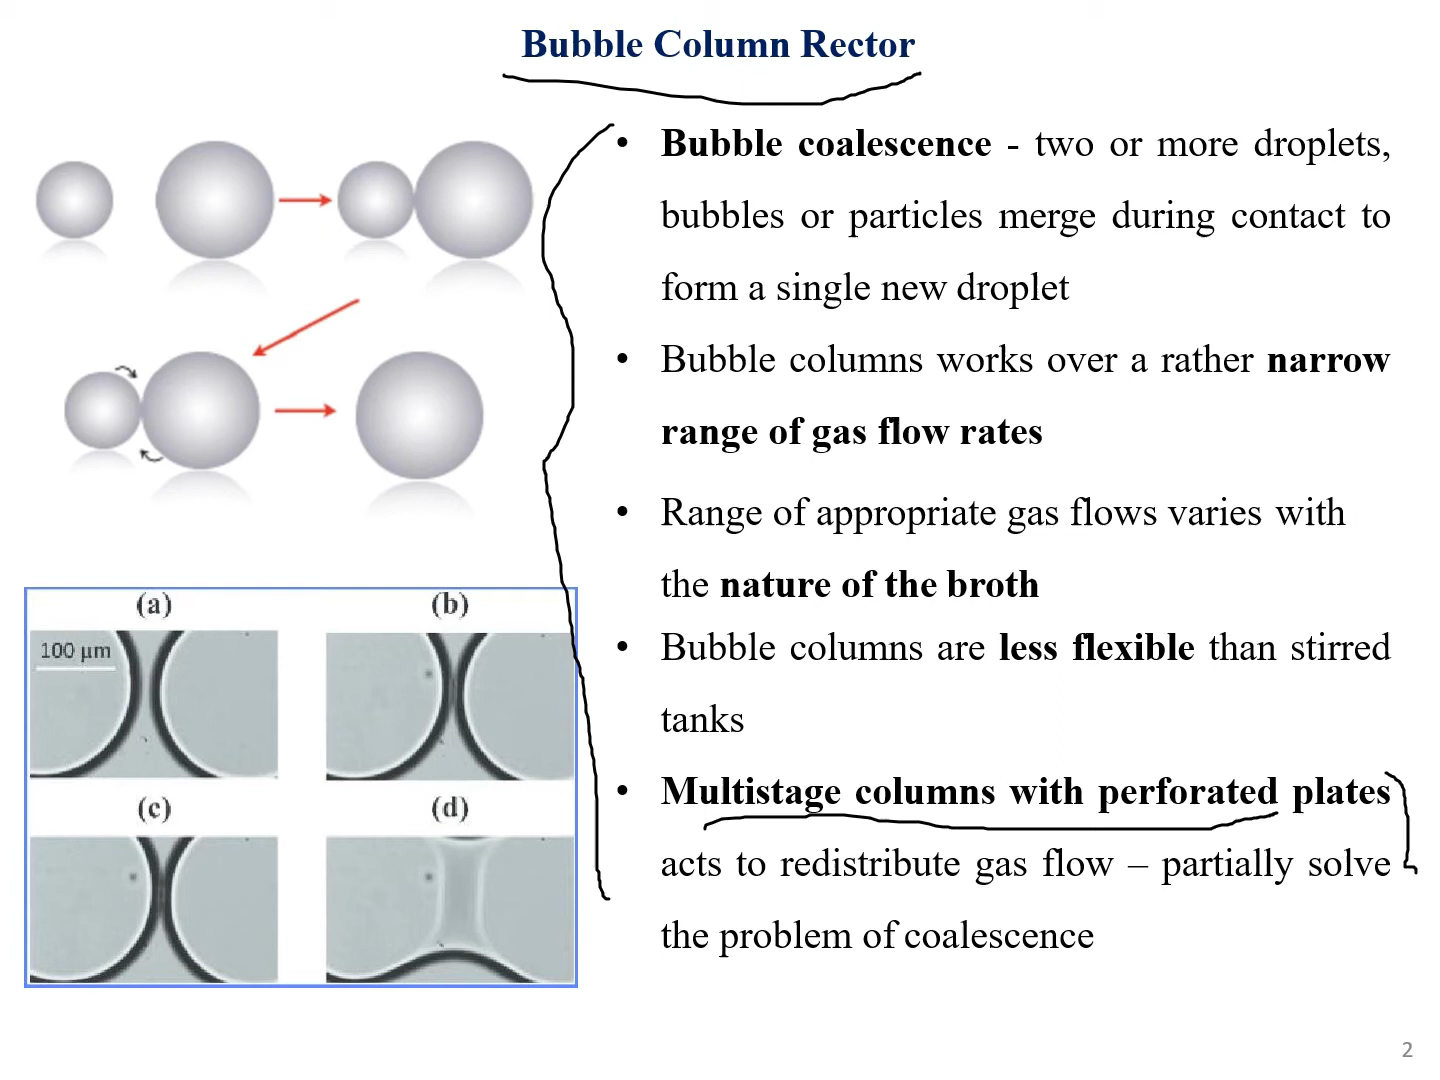 Bubble Column Rector
• Bubble coalescence - two or more droplets,
bubbles or particles merge during contact to
form a single new droplet
• Bubble columns works over a rather narrow
range of gas flow rates
• Range of appropriate gas flows varies with
the nature of the broth
• Bubble columns are less flexible than stirred
tanks
• Multistage columns with perforated plates
acts to redistribute gas flow – partially solve
the problem of coalescence
(a)
(b)
100 µm
(c)
(d)
2